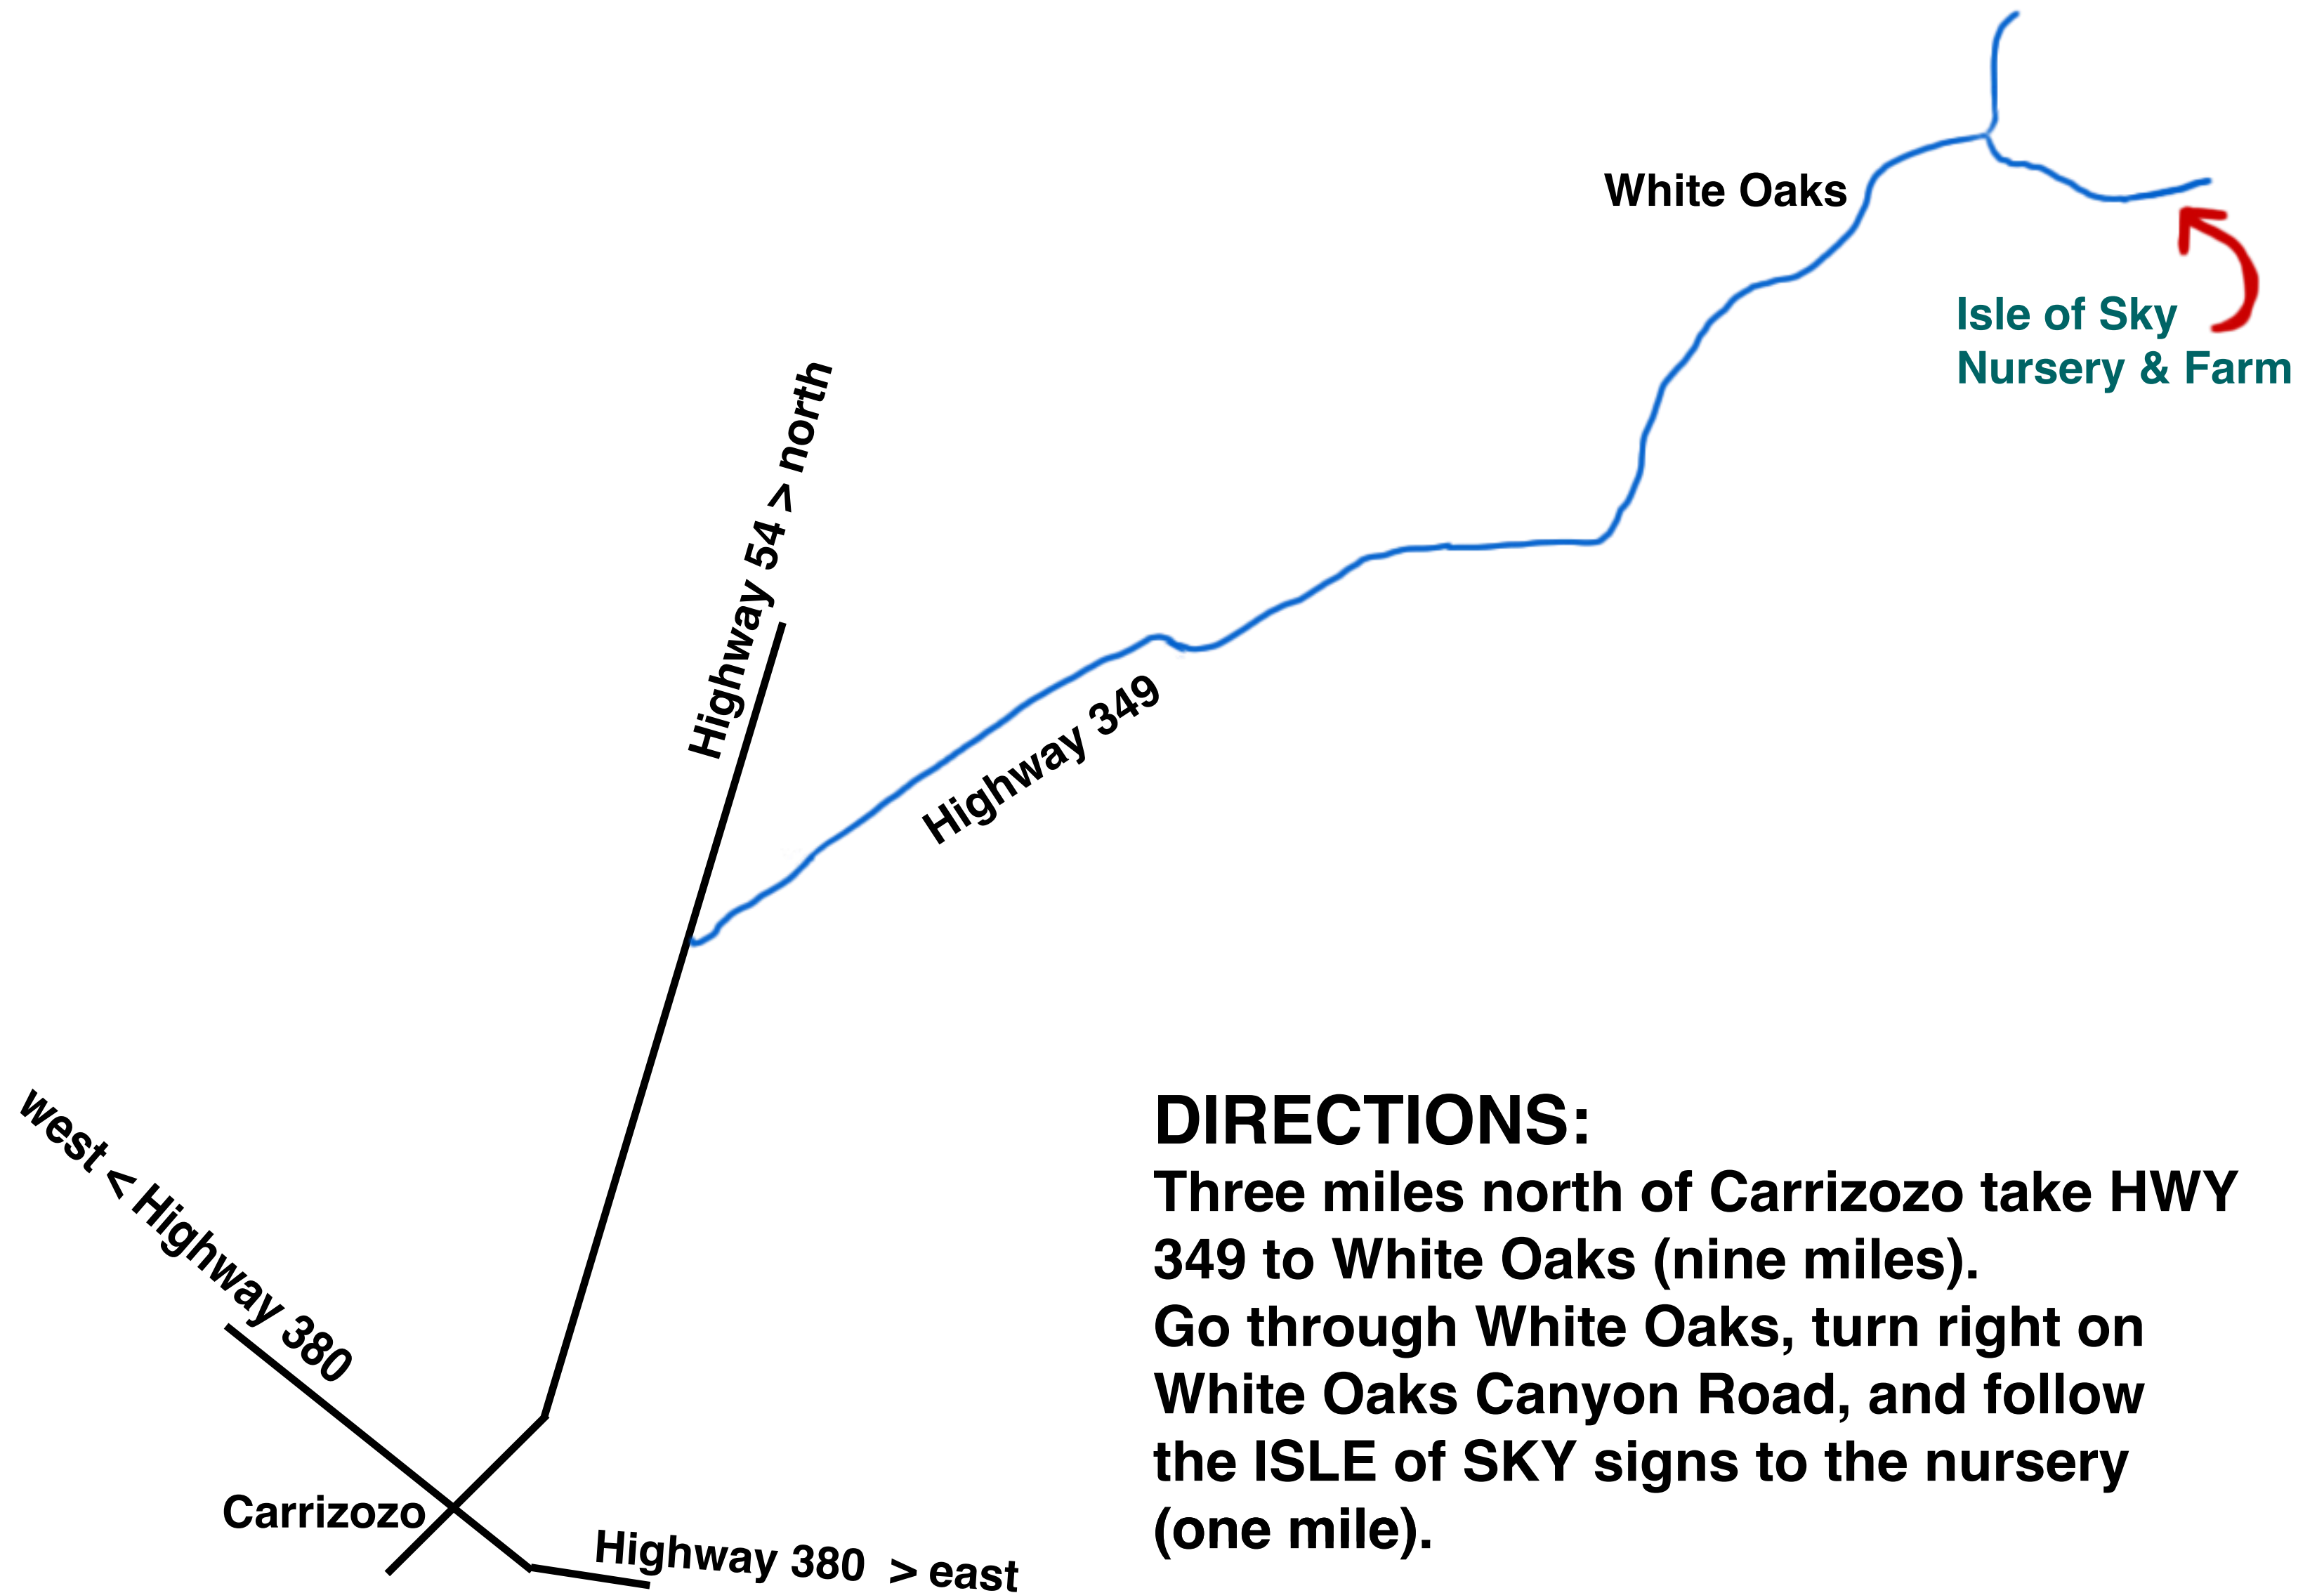 White Oaks
Isle of Sky
Nursery & Farm
Highway 54 > north
Highway 349
west < Highway 380
Carrizozo
Highway 380 > east
DIRECTIONS:
Three miles north of Carrizozo take HWY
349 to White Oaks (nine miles).
Go through White Oaks, turn right on
White Oaks Canyon Road, and follow
the ISLE of SKY signs to the nursery
(one mile).